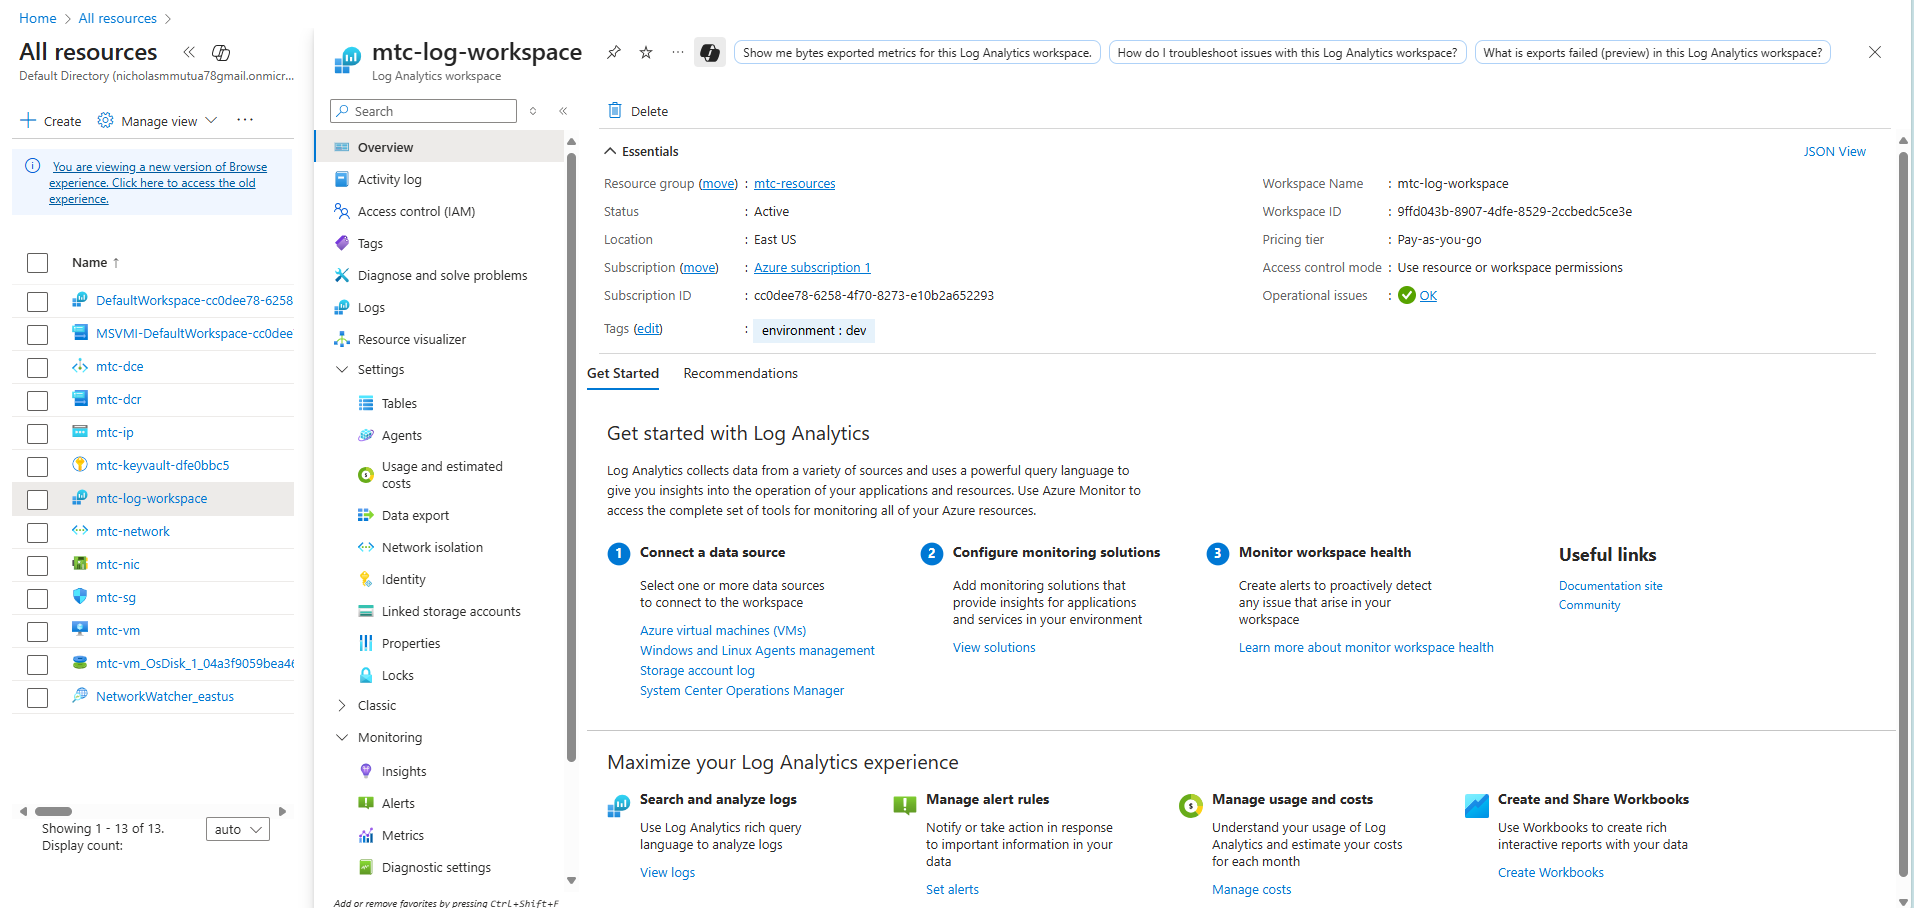 Home > All resources >
All resources
Default Directory (nicholasmmutua78gmail.onmicr...
Create
Manage view
You are viewing a new version of Browse
experience. Click here to access the old
experience.
Name ↑
DefaultWorkspace-cc0dee78-6258
MSVMI-DefaultWorkspace-cc0dee
mtc-dce
mtc-dcr
mtc-ip
mtc-keyvault-dfe0bbc5
mtc-log-workspace
mtc-network
mtc-nic
mtc-sg
mtc-vm
mtc-vm_OsDisk_1_04a3f9059bea46
NetworkWatcher_eastus
Showing 1 - 13 of 13.
Display count:
auto
mtc-log-workspace
Log Analytics workspace
Show me bytes exported metrics for this Log Analytics workspace.
How do I troubleshoot issues with this Log Analytics workspace?
What is exports failed (preview) in this Log Analytics workspace?
Search
Overview
Activity log
Access control (IAM)
Tags
Diagnose and solve problems
Logs
Resource visualizer
Settings
Tables
Agents
Usage and estimated
costs
Data export
Network isolation
Identity
Linked storage accounts
Properties
Locks
Classic
Monitoring
Insights
Alerts
Metrics
Diagnostic settings
Add or remove favorites by pressing Ctrl+Shift+F
Delete
Essentials
JSON View
Resource group (move) : mtc-resources
Status : Active
Location : East US
Subscription (move) : Azure subscription 1
Subscription ID : cc0dee78-6258-4f70-8273-e10b2a652293
Tags (edit) : environment : dev
Workspace Name : mtc-log-workspace
Workspace ID : 9ffd043b-8907-4dfe-8529-2ccbedc5ce3e
Pricing tier : Pay-as-you-go
Access control mode : Use resource or workspace permissions
Operational issues : OK
Get Started
Recommendations
Get started with Log Analytics
Log Analytics collects data from a variety of sources and uses a powerful query language to
give you insights into the operation of your applications and resources. Use Azure Monitor to
access the complete set of tools for monitoring all of your Azure resources.
1 Connect a data source
Select one or more data sources
to connect to the workspace
Azure virtual machines (VMs)
Windows and Linux Agents management
Storage account log
System Center Operations Manager
2 Configure monitoring solutions
Add monitoring solutions that
provide insights for applications
and services in your environment
View solutions
3 Monitor workspace health
Create alerts to proactively detect
any issue that arise in your
workspace
Learn more about monitor workspace health
Useful links
Documentation site
Community
Maximize your Log Analytics experience
Search and analyze logs
Use Log Analytics rich query
language to analyze logs
View logs
Manage alert rules
Notify or take action in response
to important information in your
data
Set alerts
Manage usage and costs
Understand your usage of Log
Analytics and estimate your costs
for each month
Manage costs
Create and Share Workbooks
Use Workbooks to create rich
interactive reports with your data
Create Workbooks